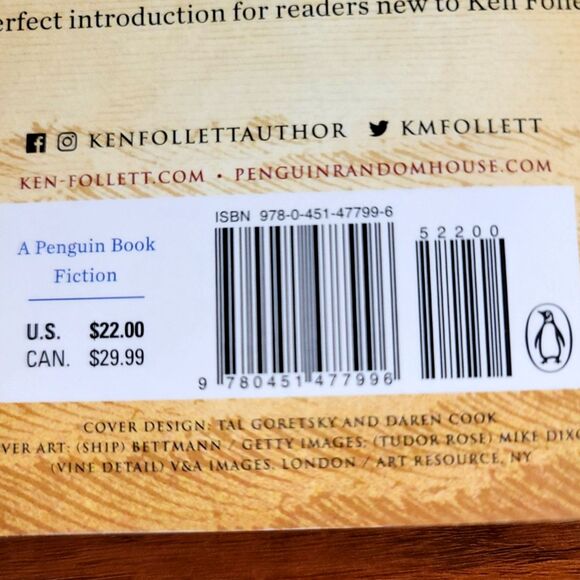 erfect introduction for readers new to Ken Folle
KENFOLLETTAUTHOR KMFOLLETT
KEN-FOLLETT.COM • PENGUINRANDOMHOUSE.COM
ISBN 978-0-451-47799-6
52200
A Penguin Book
Fiction
U.S. $22.00
CAN. $29.99
9 780451 477996
COVER DESIGN: TAL GORETSKY AND DAREN COOK
VER ART: (SHIP) BETTMANN / GETTY IMAGES; (TUDOR ROSE) MIKE DIXO
(VINE DETAIL) V&A IMAGES, LONDON / ART RESOURCE, NY